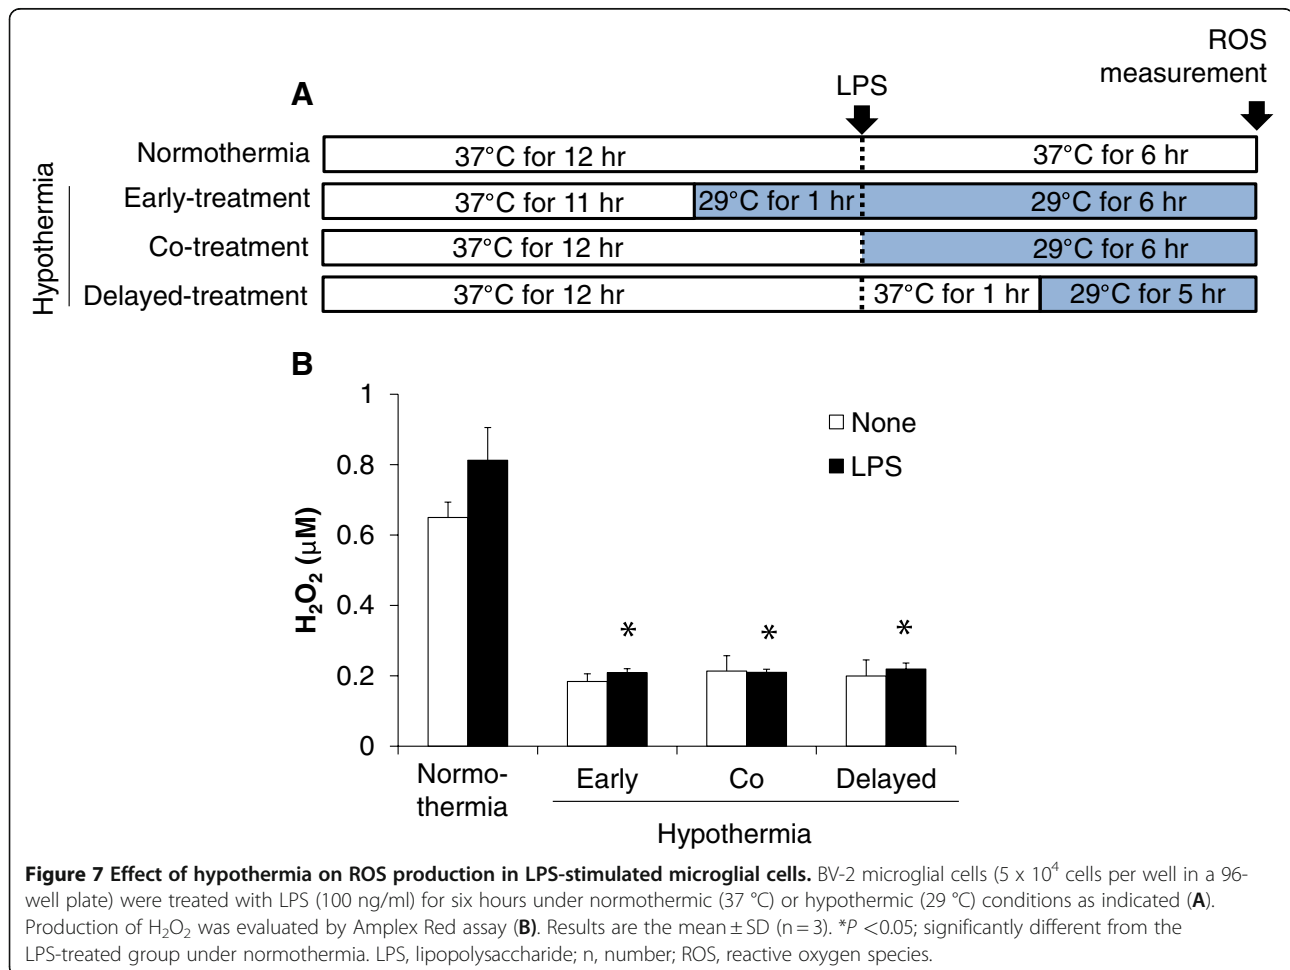 ROS
measurement
A
LPS
Normothermia
37°C for 12 hr
37°C for 6 hr
Hypothermia
Early-treatment
37°C for 11 hr
29°C for 1 hr
29°C for 6 hr
Co-treatment
37°C for 12 hr
29°C for 6 hr
Delayed-treatment
37°C for 12 hr
37°C for 1 hr
29°C for 5 hr
B
H₂O₂ (μM)
1
0.8
0.6
0.4
0.2
0
None
LPS
*
*
*
Normo-
thermia
Early
Co
Delayed
Hypothermia
Figure 7 Effect of hypothermia on ROS production in LPS-stimulated microglial cells. BV-2 microglial cells (5 x 10⁴ cells per well in a 96-
well plate) were treated with LPS (100 ng/ml) for six hours under normothermic (37 °C) or hypothermic (29 °C) conditions as indicated (A).
Production of H₂O₂ was evaluated by Amplex Red assay (B). Results are the mean ± SD (n = 3). *P <0.05; significantly different from the
LPS-treated group under normothermia. LPS, lipopolysaccharide; n, number; ROS, reactive oxygen species.